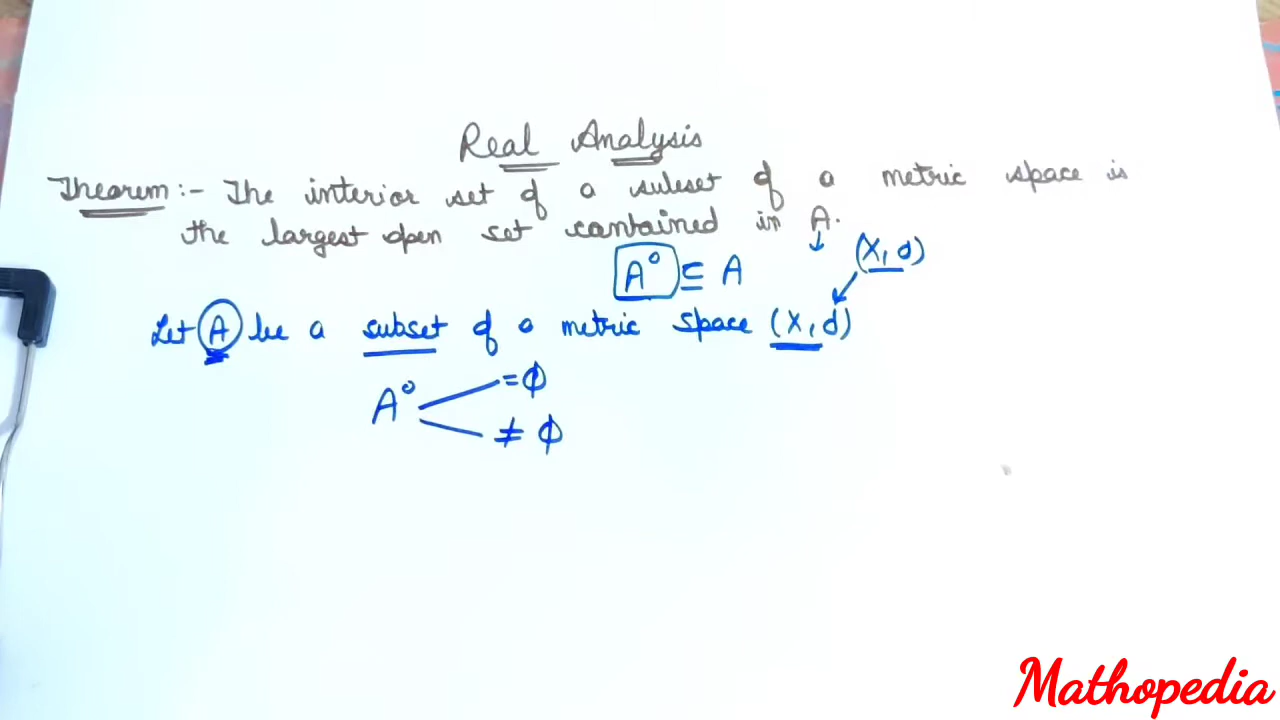 Real Analysis
Theorem :- The interior set of a subset of a metric space is
the largest open set contained in A.
(X, d)
A° ⊆ A
Let A be a subset of a metric space (X, d)
A° = ϕ
≠ ϕ
Mathopedia